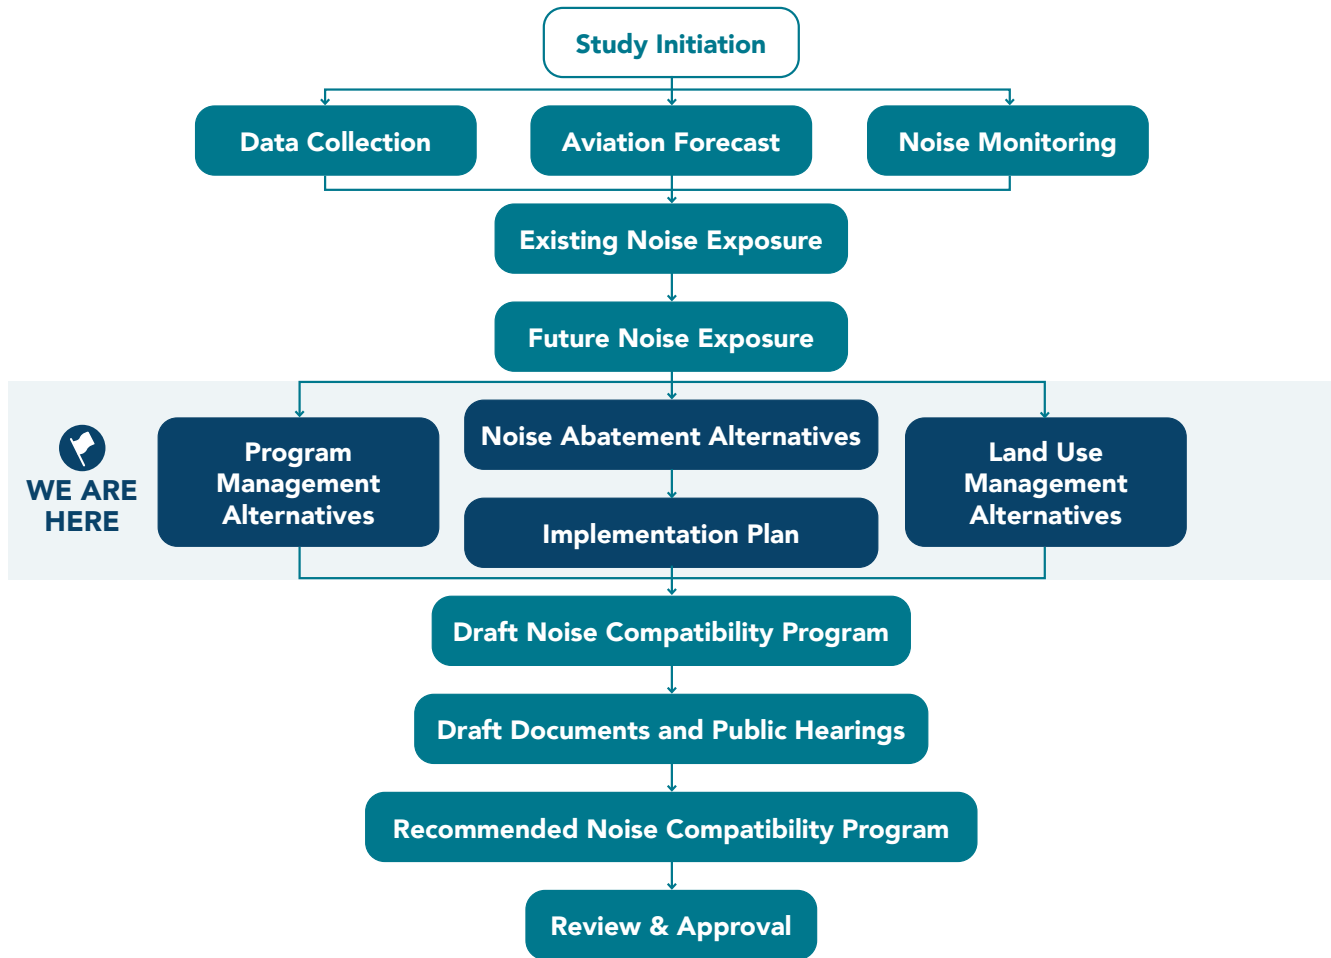 Study Initiation
Data Collection
Aviation Forecast
Noise Monitoring
Existing Noise Exposure
Future Noise Exposure
WE ARE
HERE
Program
Management
Alternatives
Noise Abatement Alternatives
Implementation Plan
Land Use
Management
Alternatives
Draft Noise Compatibility Program
Draft Documents and Public Hearings
Recommended Noise Compatibility Program
Review & Approval